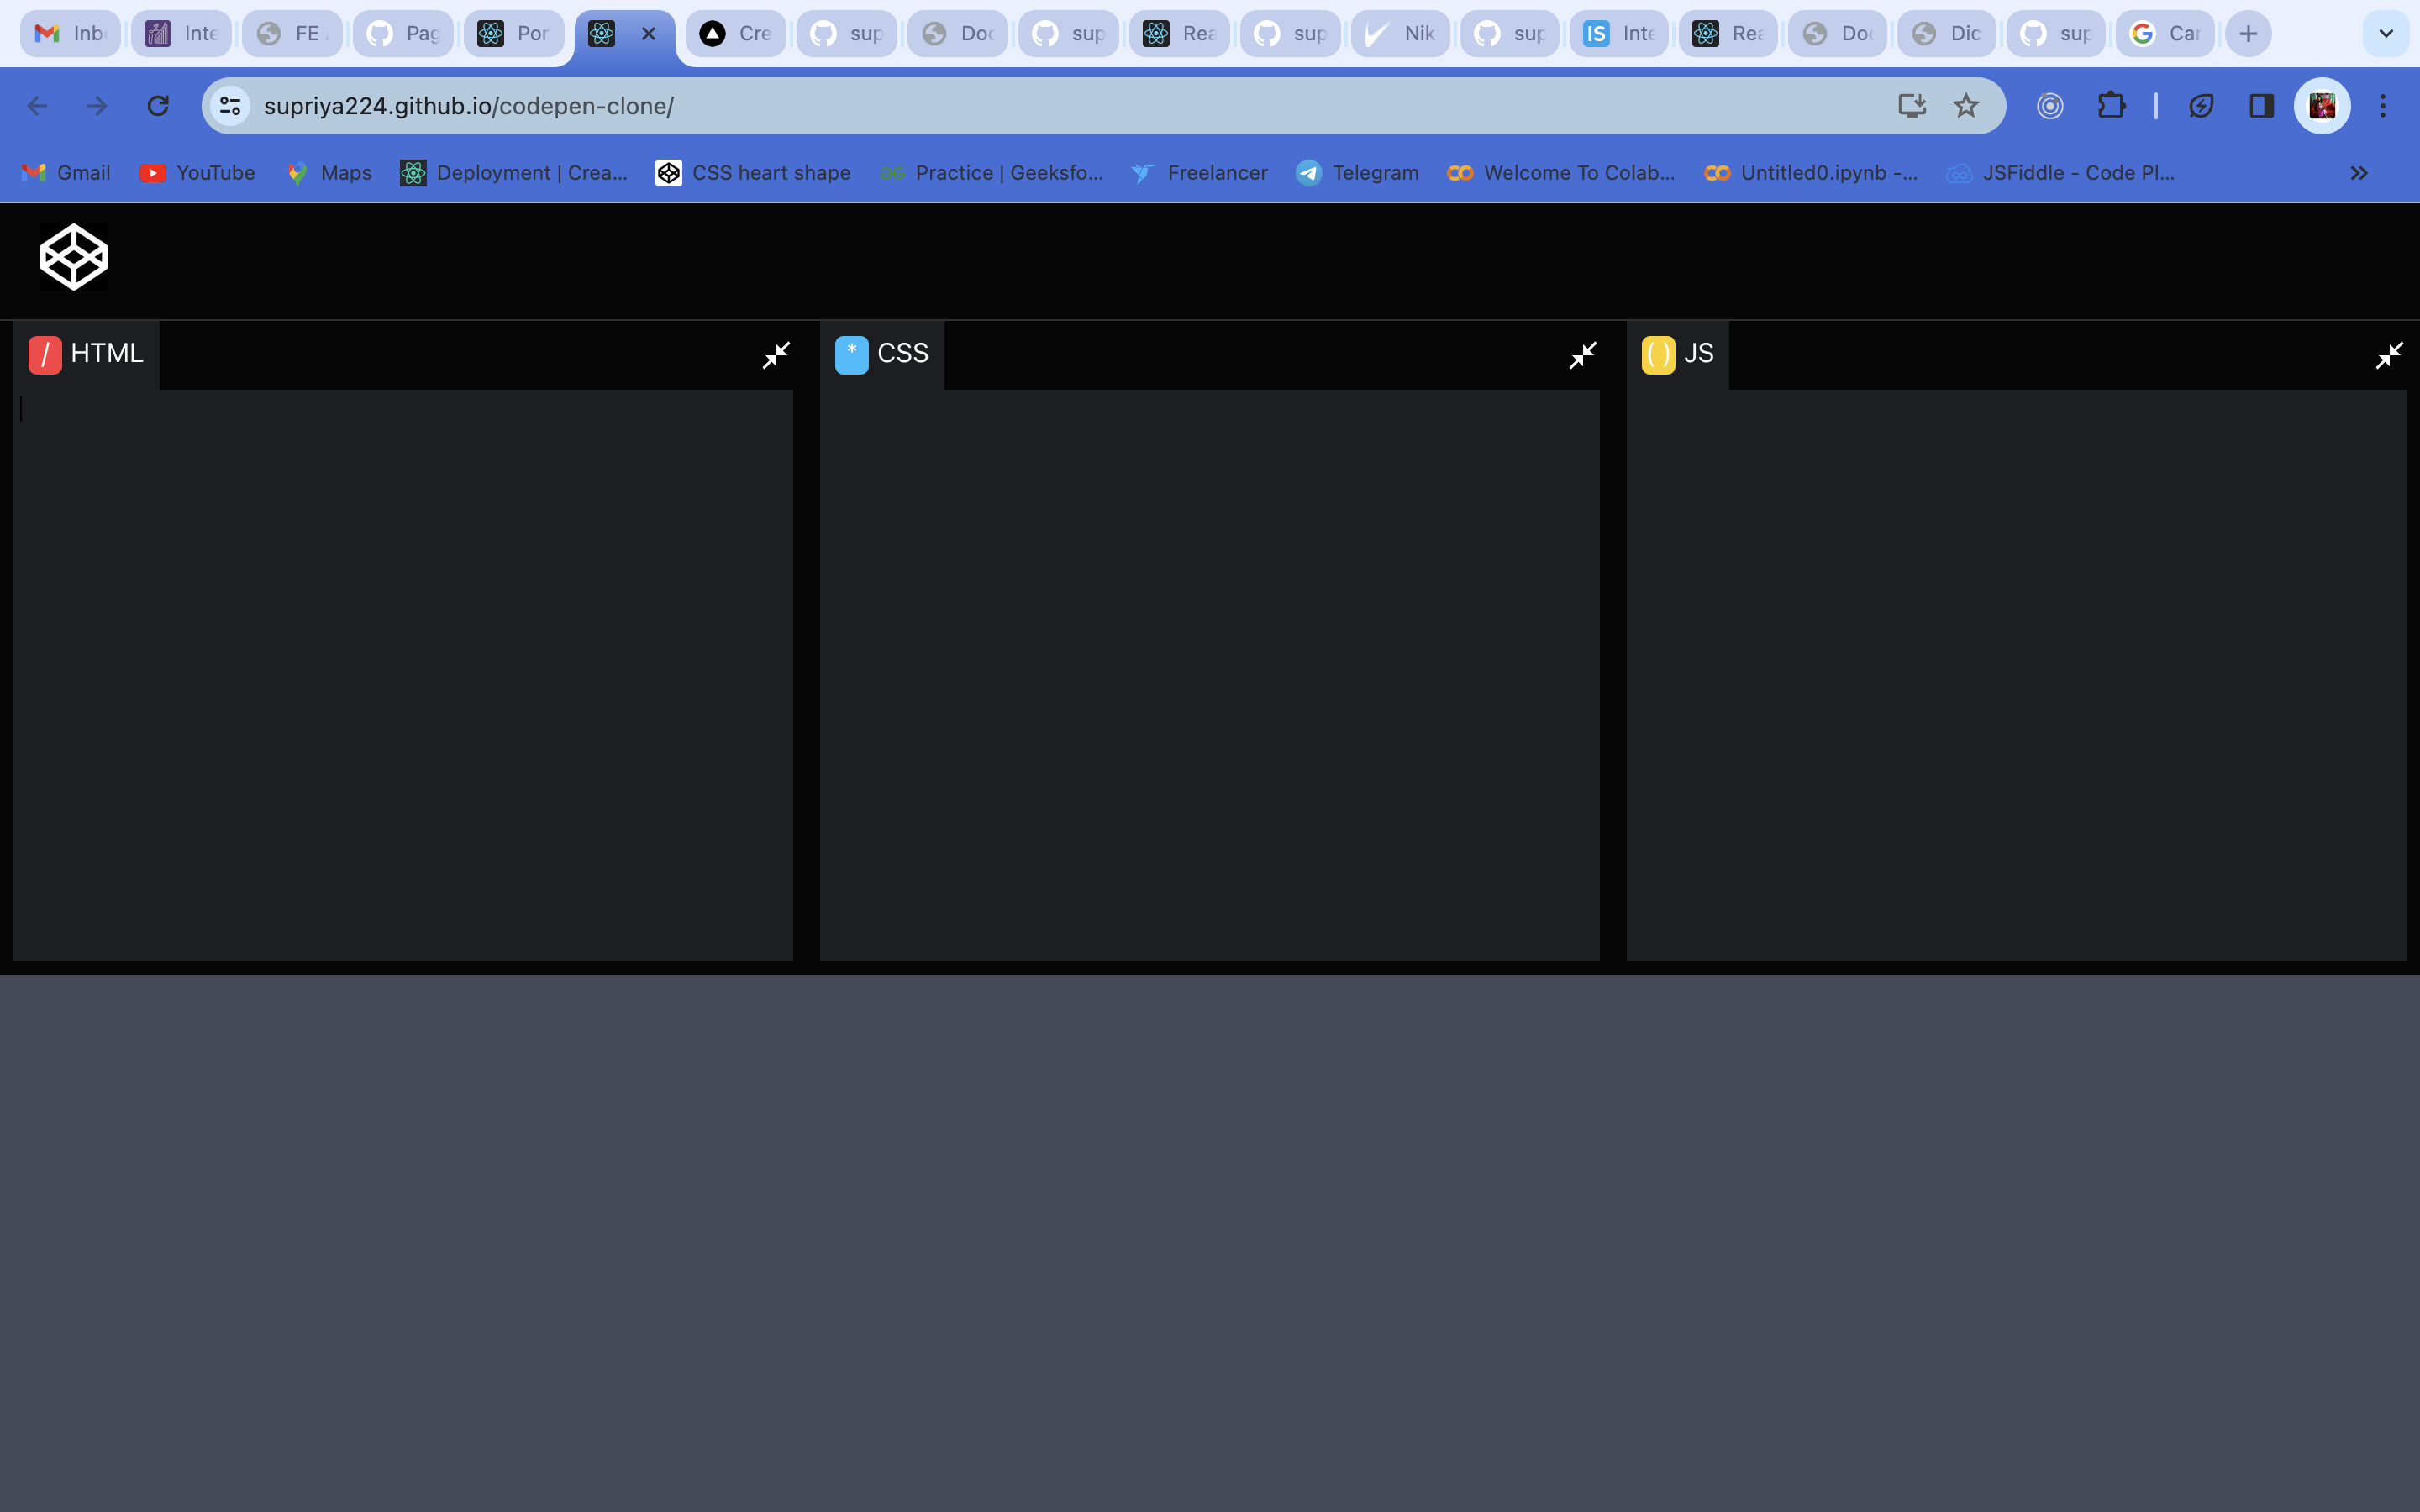 Inb Inte FE Pag Por Cre sup Doc sup Rea sup Nik sup IS Inte Rea Doc Dic sup Car
supriya224.github.io/codepen-clone/
Gmail YouTube Maps Deployment | Crea... CSS heart shape Practice | Geeksfo... Freelancer Telegram Welcome To Colab... Untitled0.ipynb -... JSFiddle - Code Pl...
/ HTML * CSS ( ) JS